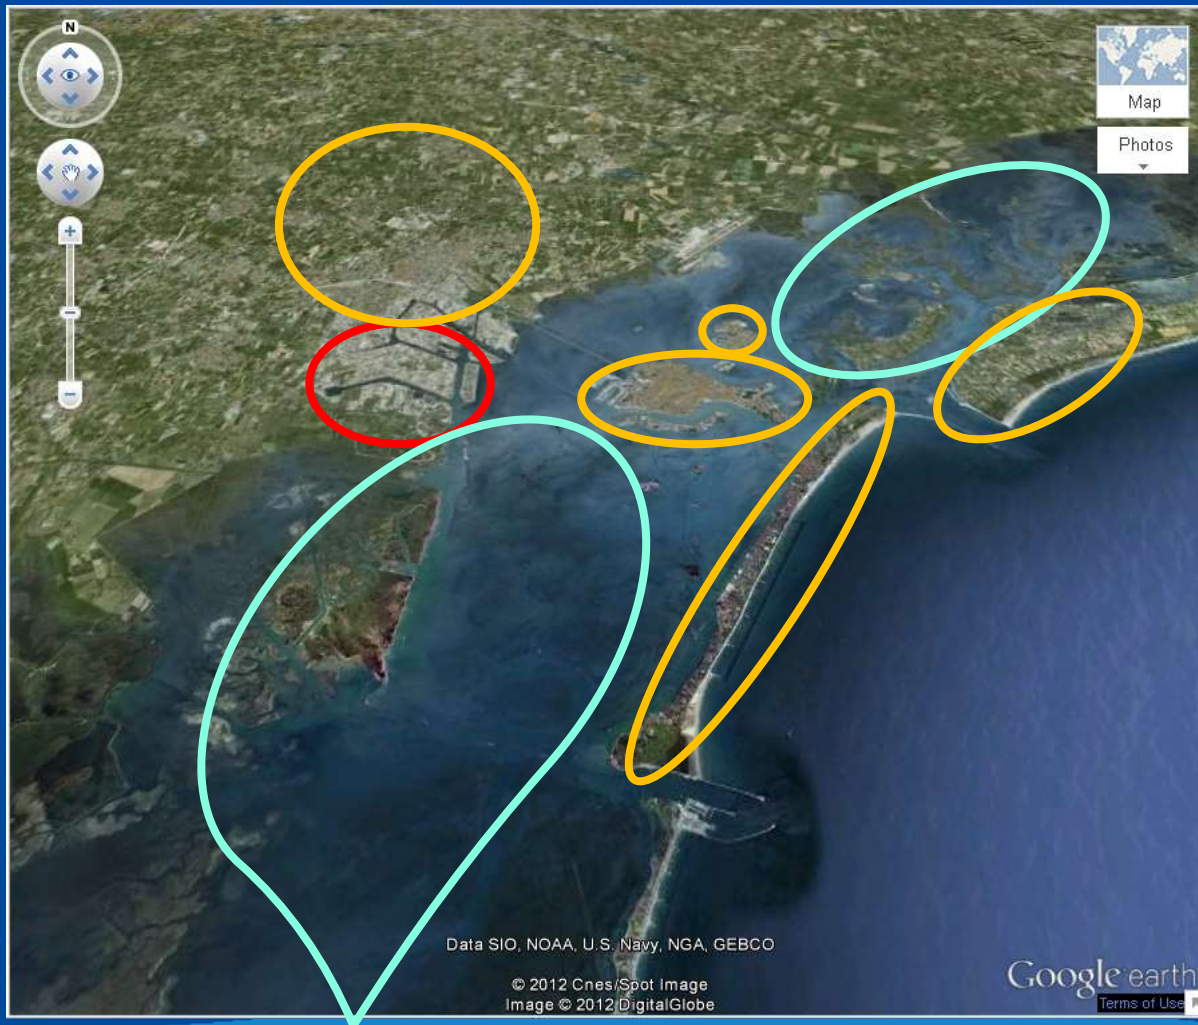 N
Map
Photos
Data SIO, NOAA, U.S. Navy, NGA, GEBCO
© 2012 Cnes/Spot Image
Image © 2012 DigitalGlobe
Google earth
Terms of Use